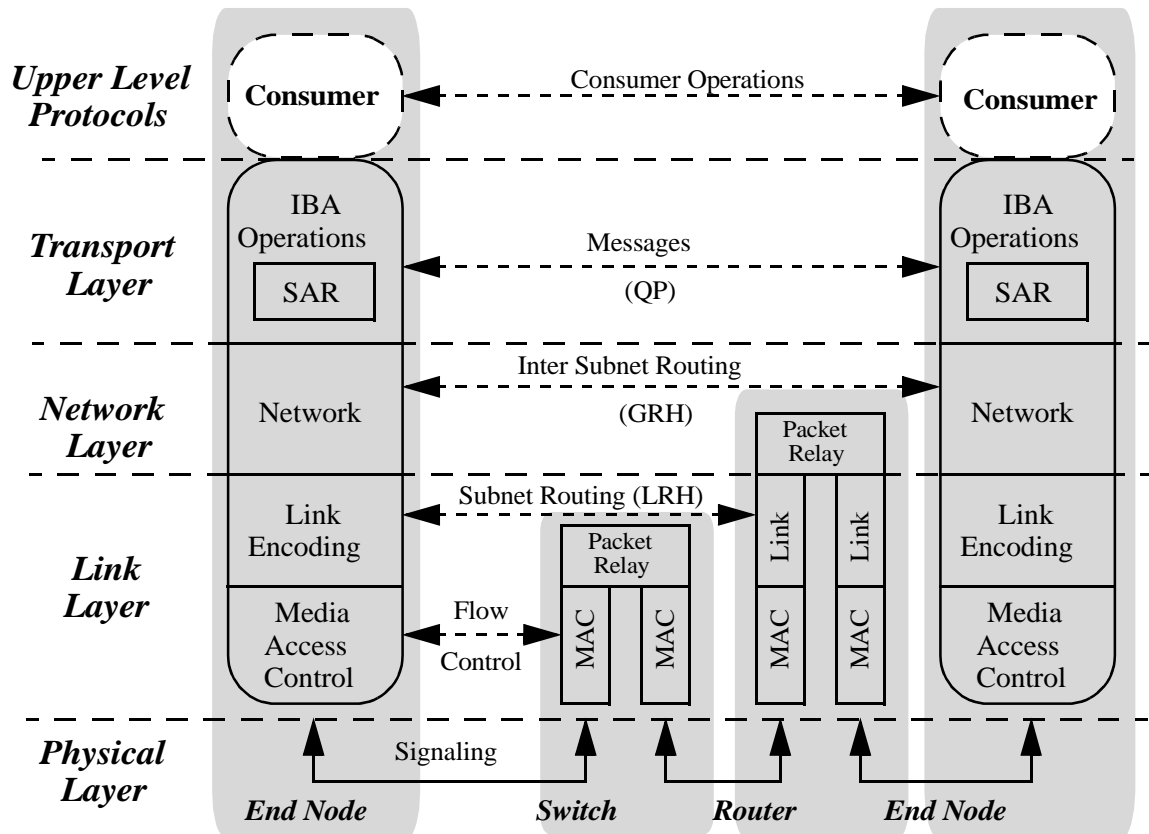 Upper Level
Protocols
Consumer
Consumer Operations
Consumer
Transport
Layer
IBA
Operations
SAR
Messages
(QP)
IBA
Operations
SAR
Network
Layer
Network
Inter Subnet Routing
(GRH)
Packet
Relay
Network
Link
Layer
Link
Encoding
Subnet Routing (LRH)
Packet
Relay
Link
Link
Link
Encoding
Media
Access
Control
Flow
Control
MAC
MAC
MAC
MAC
Media
Access
Control
Physical
Layer
Signaling
End Node
Switch
Router
End Node